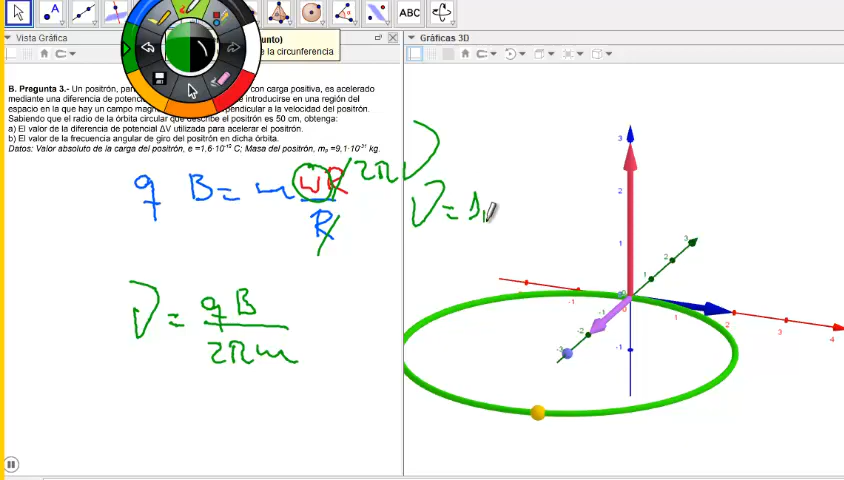 ABC
Vista Gráfica
Gráficas 3D
unto)
e la circunferencia
B. Pregunta 3.- Un positrón, par con carga positiva, es acelerado
mediante una diferencia de potenci e introducirse en una región del
espacio en la que hay un campo magn pendicular a la velocidad del positrón.
Sabiendo que el radio de la órbita circular que describe el positrón es 50 cm, obtenga:
a) El valor de la diferencia de potencial ΔV utilizada para acelerar el positrón.
b) El valor de la frecuencia angular de giro del positrón en dicha órbita.
Datos: Valor absoluto de la carga del positrón, e =1,6·10⁻¹⁹ C; Masa del positrón, mₚ =9,1·10⁻³¹ kg.
q B = m ωR / R
2πν
ν = 1
ν = qB / 2πm
3
2
1
-1
3
2
1
-1
-2
-3
-1
0
0
1
2
3
4